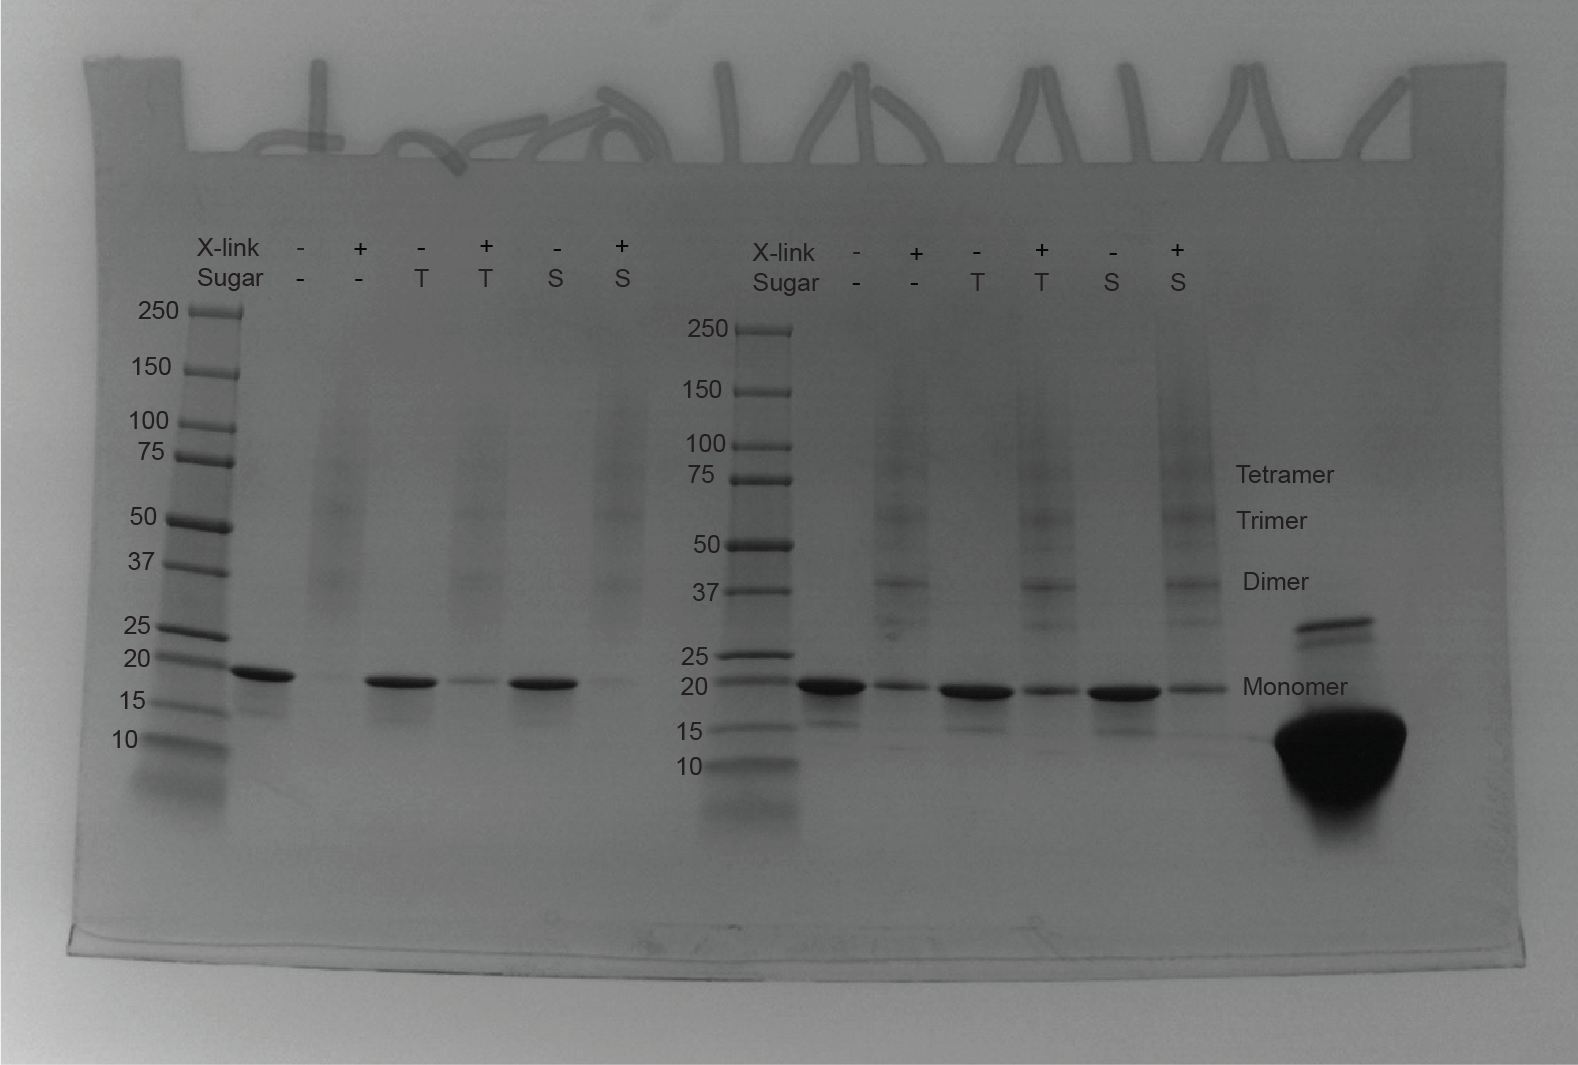 X-link - + - + - +
Sugar - - T T S S
250
150
100
75
50
37
25
20
15
10
X-link - + - + - +
Sugar - - T T S S
250
150
100
75
50
37
25
20
15
10
Tetramer
Trimer
Dimer
Monomer